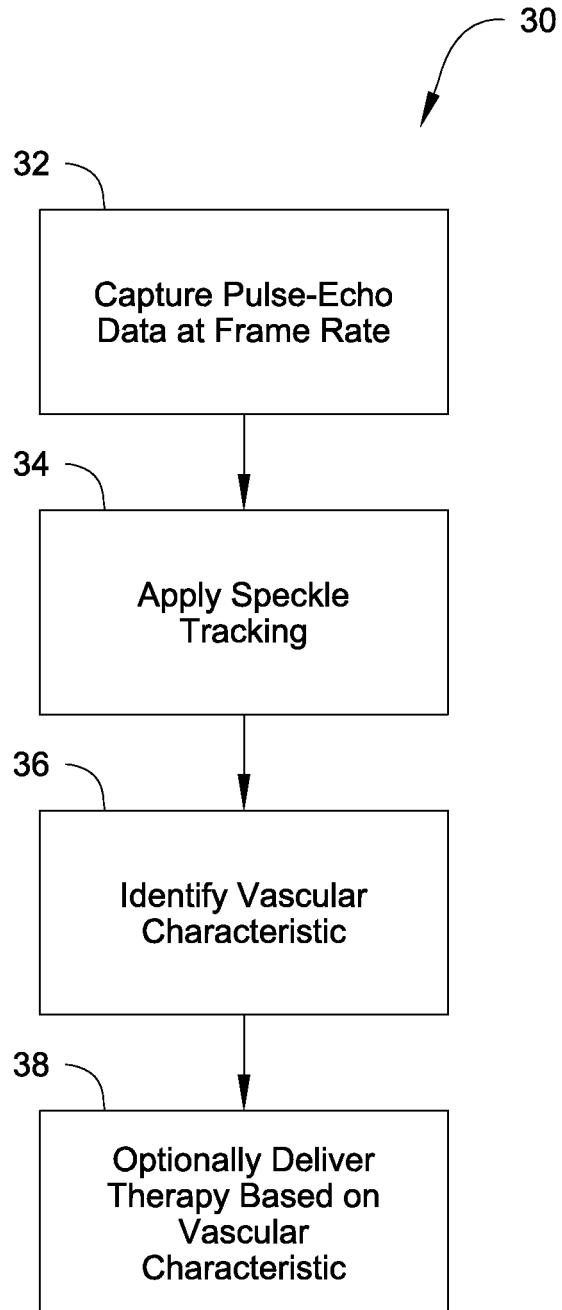 30
32
Capture Pulse-Echo
Data at Frame Rate
34
Apply Speckle
Tracking
36
Identify Vascular
Characteristic
38
Optionally Deliver
Therapy Based on
Vascular
Characteristic